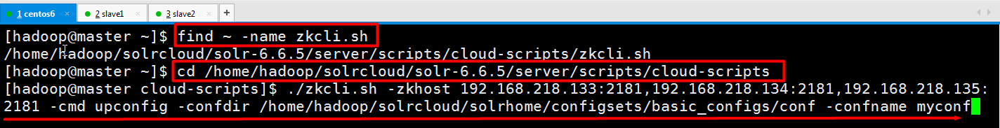 1 centos6 × 2 slave1 × 3 slave2 × +
[hadoop@master ~]$ find ~ -name zkcli.sh
/home/hadoop/solrcloud/solr-6.6.5/server/scripts/cloud-scripts/zkcli.sh
[hadoop@master ~]$ cd /home/hadoop/solrcloud/solr-6.6.5/server/scripts/cloud-scripts
[hadoop@master cloud-scripts]$ ./zkcli.sh -zkhost 192.168.218.133:2181,192.168.218.134:2181,192.168.218.135:
2181 -cmd upconfig -confdir /home/hadoop/solrcloud/solrhome/configsets/basic_configs/conf -confname myconf